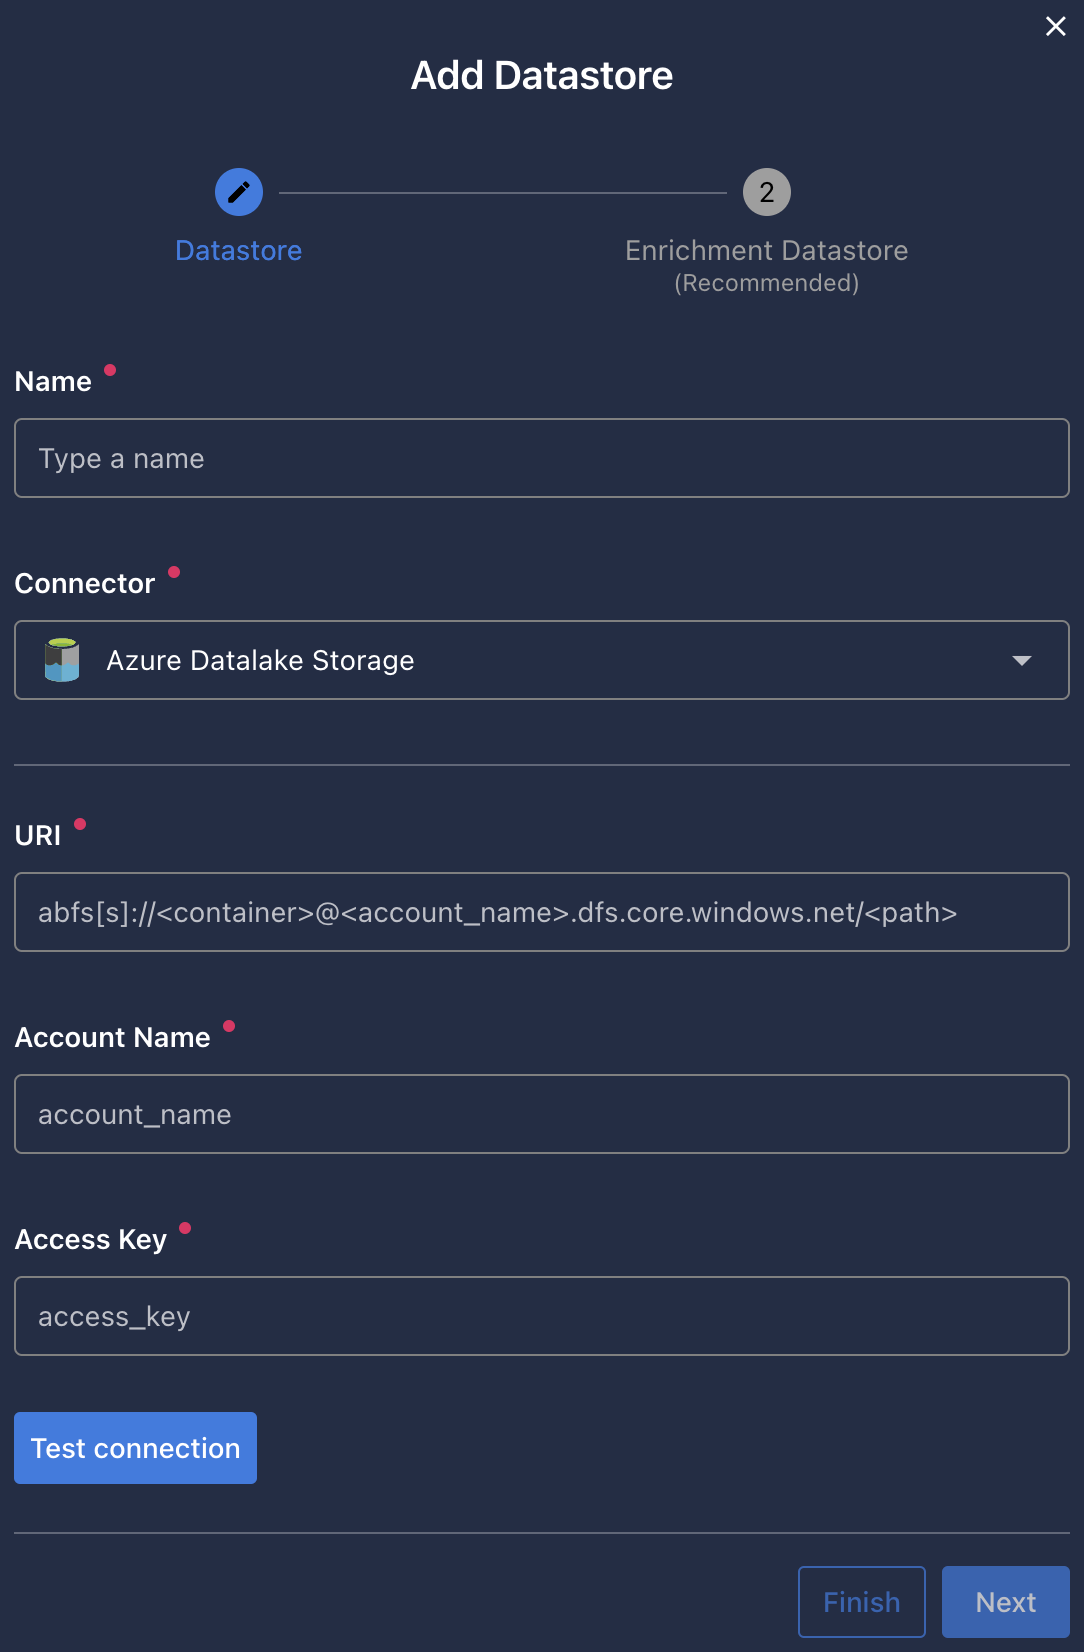 Add Datastore
2
Datastore
Enrichment Datastore
(Recommended)
Name
Type a name
Connector
Azure Datalake Storage
URI
abfs[s]://<container>@<account_name>.dfs.core.windows.net/<path>
Account Name
account_name
Access Key
access_key
Test connection
Finish
Next